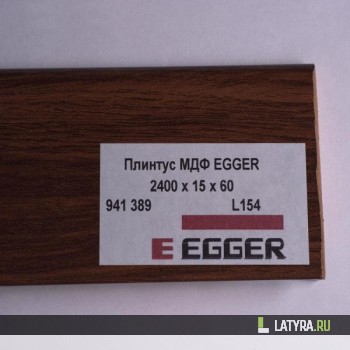 Плинтус МДФ EGGER
2400 х 15 х 60
941 389 L154
E EGGER
LATYRA.RU